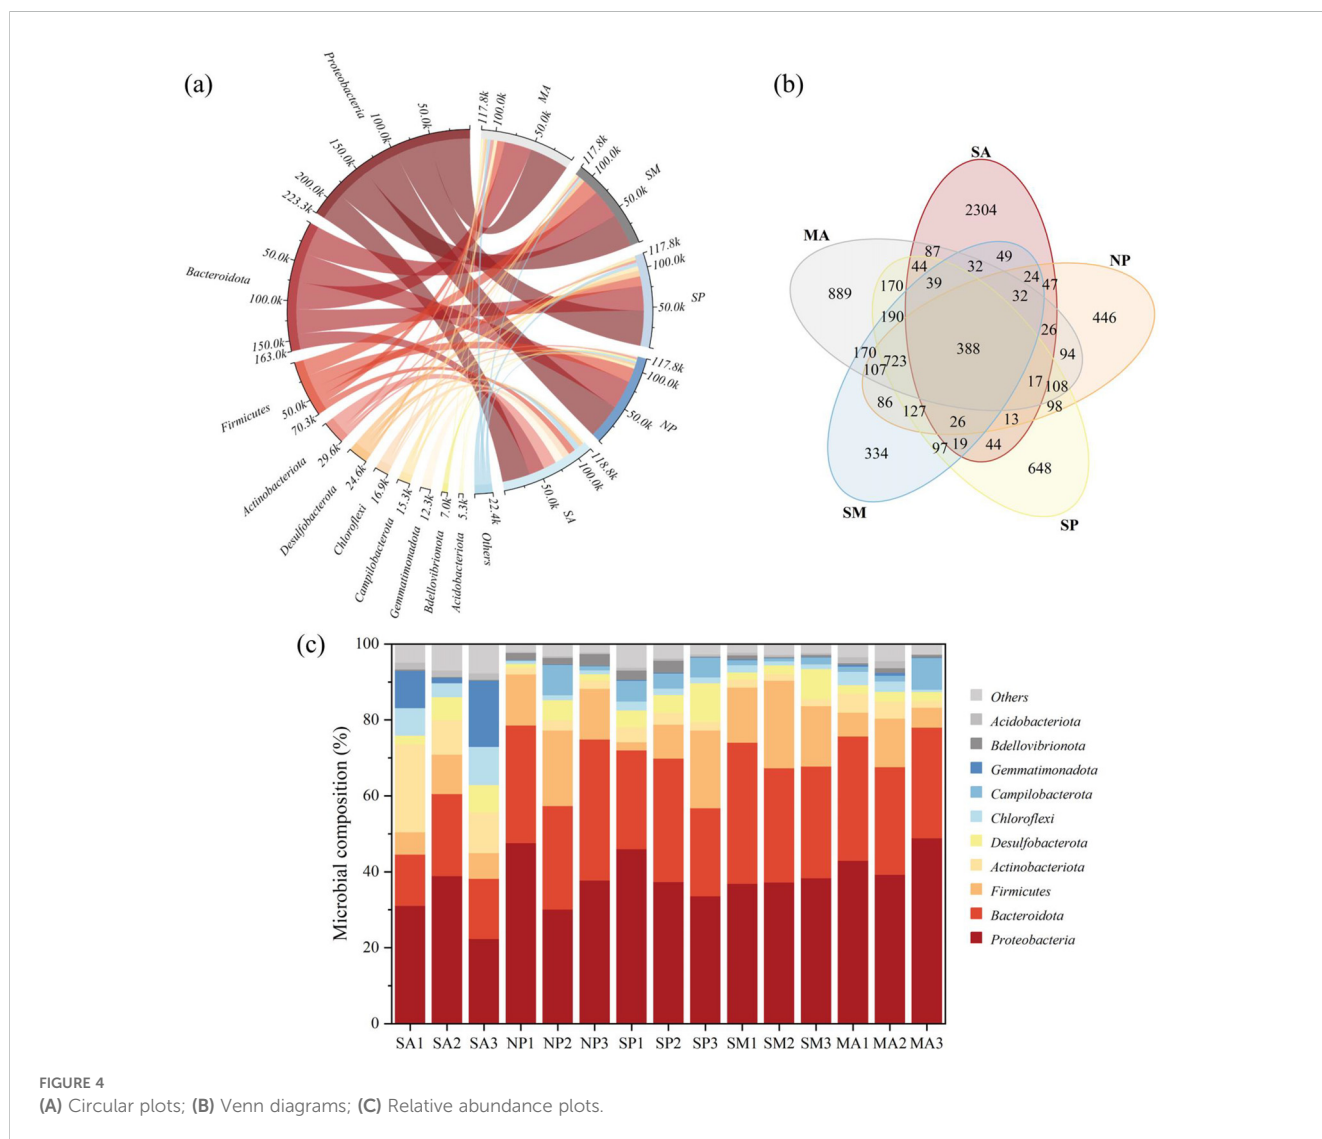 (a)
Proteobacteria
223.3k
200.0k
150.0k
100.0k
50.0k
117.8k
100.0k
50.0k
MA
117.8k
100.0k
50.0k
SM
117.8k
100.0k
50.0k
SP
117.8k
100.0k
50.0k
NP
118.8k
100.0k
50.0k
SA
Bacteroidota
50.0k
100.0k
150.0k
163.0k
Firmicutes
50.0k
70.3k
Actinobacteriota
29.6k
Desulfobacterota
24.6k
Chloroflexi
16.9k
Campilobacterota
15.3k
Gemmatimonadota
12.3k
Bdellovibrionota
7.0k
Acidobacteriota
5.3k
Others
22.4k
(b)
SA
MA
NP
SM
SP
2304
87
49
44
32
24
47
170
39
32
889
190
26
446
170
723
388
94
107
17
108
86
127
98
26
13
334
97
19
44
648
(c)
Microbial composition (%)
100
80
60
40
20
0
SA1 SA2 SA3 NP1 NP2 NP3 SP1 SP2 SP3 SM1 SM2 SM3 MA1 MA2 MA3
Others
Acidobacteriota
Bdellovibrionota
Gemmatimonadota
Campilobacterota
Chloroflexi
Desulfobacterota
Actinobacteriota
Firmicutes
Bacteroidota
Proteobacteria
FIGURE 4
(A) Circular plots; (B) Venn diagrams; (C) Relative abundance plots.